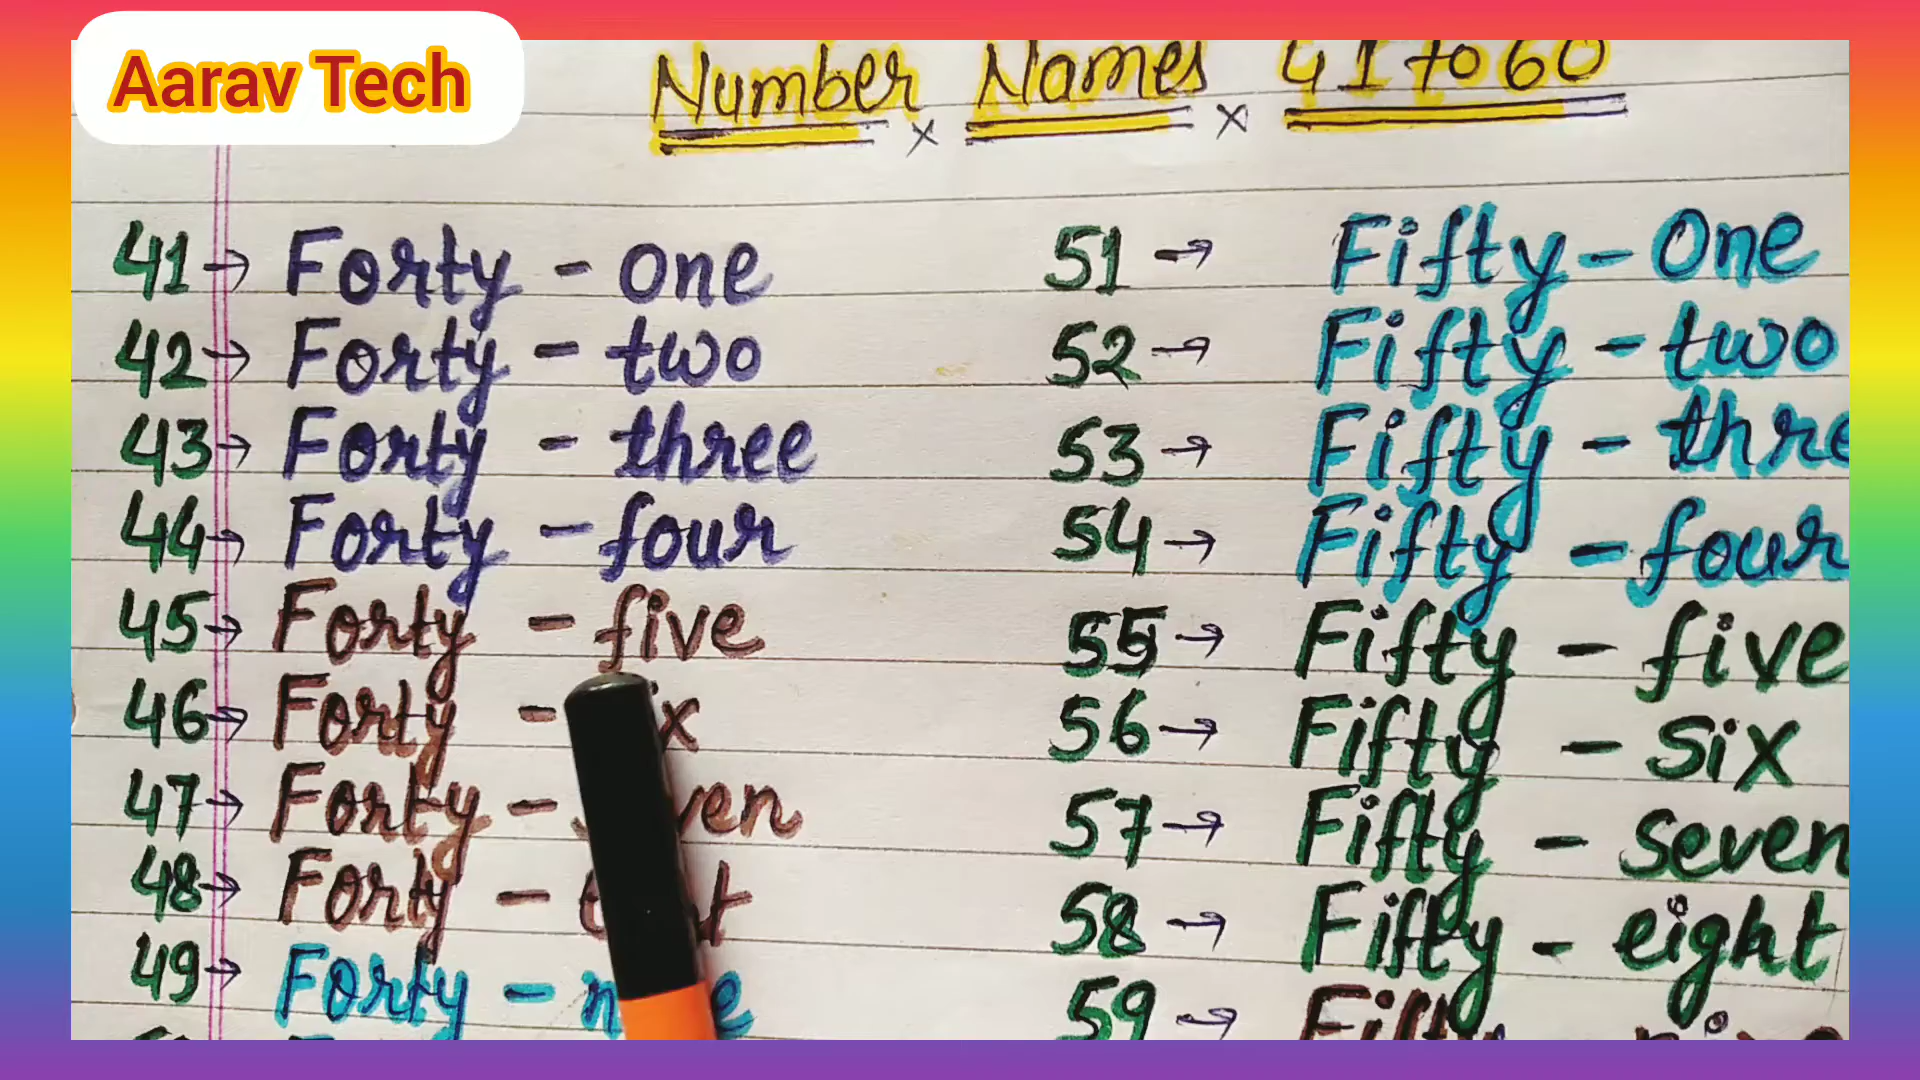 Aarav Tech
Number Names 41 to 60
41 → Forty - one
42 → Forty - two
43 → Forty - three
44 → Forty - four
45 → Forty - five
46 → Forty -
47 → Forty -
48 → Forty -
49 → Forty -
51 → Fifty - One
52 → Fifty - two
53 → Fifty - thre
54 → Fifty - four
55 → Fifty - five
56 → Fifty - Six
57 → Fifty - Seven
58 → Fifty - eight
59 →